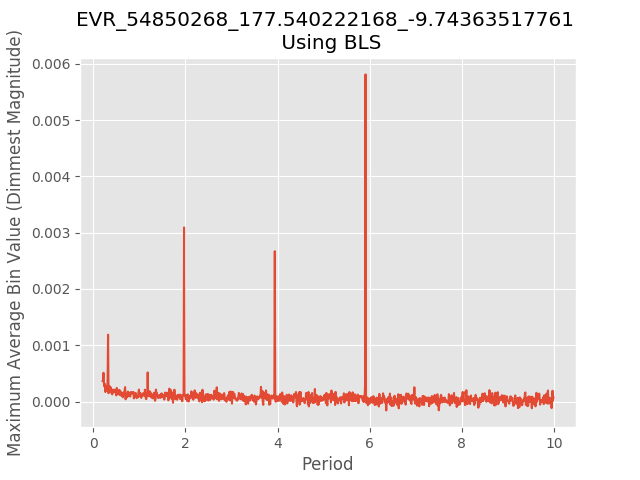 EVR_54850268_177.540222168_-9.74363517761
Using BLS
Maximum Average Bin Value (Dimmest Magnitude)
0.006
0.005
0.004
0.003
0.002
0.001
0.000
0 2 4 6 8 10
Period